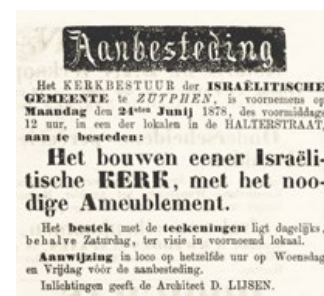 Aanbesteding
Het KERKBESTUUR der ISRAËLITISCHE
GEMEENTE te ZUTPHEN, is voornemens op
Maandag den 24sten Junij 1878, des voormiddags
12 uur, in een der lokalen in de HALTERSTRAAT,
aan te besteden:
Het bouwen eener Israëli-
tische KERK, met het noo-
dige Ameublement.
Het bestek met de teekeningen ligt dagelijks,
behalve Zaturdag, ter visie in voornoemd lokaal.
Aanwijzing in loco op hetzelfde uur op Woensdag
en Vrijdag vóór de aanbesteding.
Inlichtingen geeft de Architect D. LIJSEN.